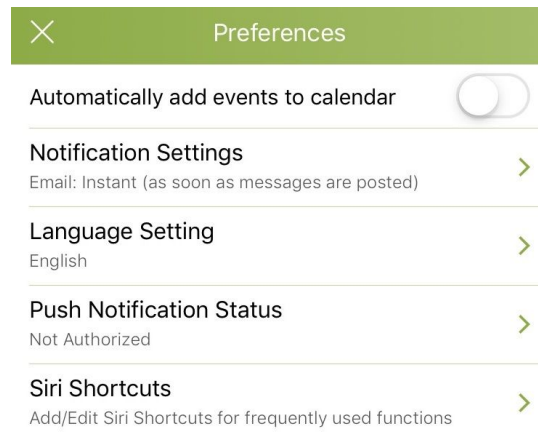 Preferences
Automatically add events to calendar
Notification Settings
Email: Instant (as soon as messages are posted)
Language Setting
English
Push Notification Status
Not Authorized
Siri Shortcuts
Add/Edit Siri Shortcuts for frequently used functions